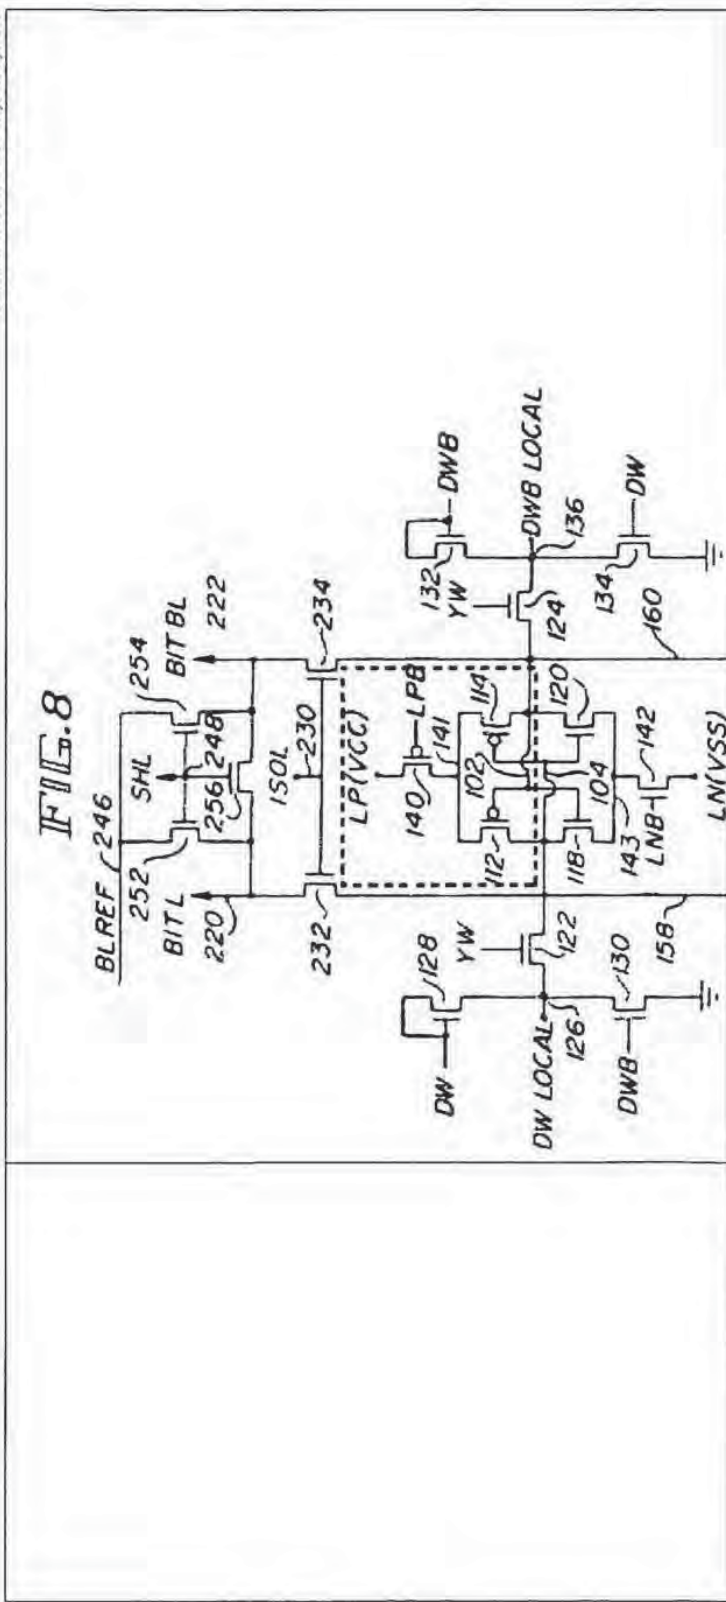 FIG.8
BLREF 246
254
252
SHL
BITL
BIT BL
248
222
220
256
ISOL
230
232
234
LP(VCC)
LPB
140
141
DW
128
YW
122
102
112
114
132
DWB
YW
DW LOCAL
DWB LOCAL
126
124
136
118
104
120
DWB
130
143
LNB
142
134
DW
158
160
LN(VSS)